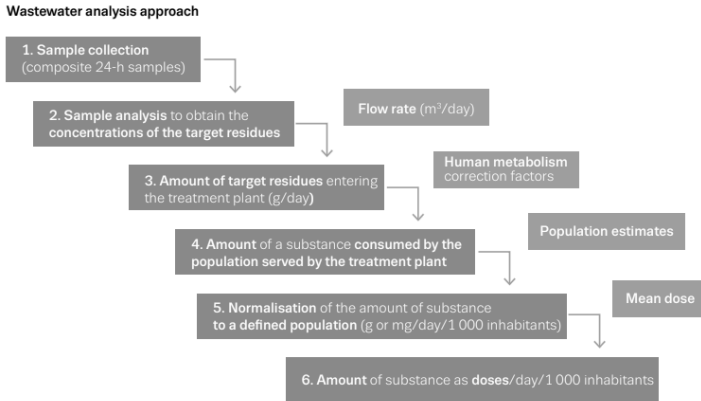 Wastewater analysis approach
1. Sample collection
(composite 24-h samples)
2. Sample analysis to obtain the
concentrations of the target residues
Flow rate (m³/day)
3. Amount of target residues entering
the treatment plant (g/day)
Human metabolism
correction factors
4. Amount of a substance consumed by the
population served by the treatment plant
Population estimates
5. Normalisation of the amount of substance
to a defined population (g or mg/day/1 000 inhabitants)
Mean dose
6. Amount of substance as doses/day/1 000 inhabitants